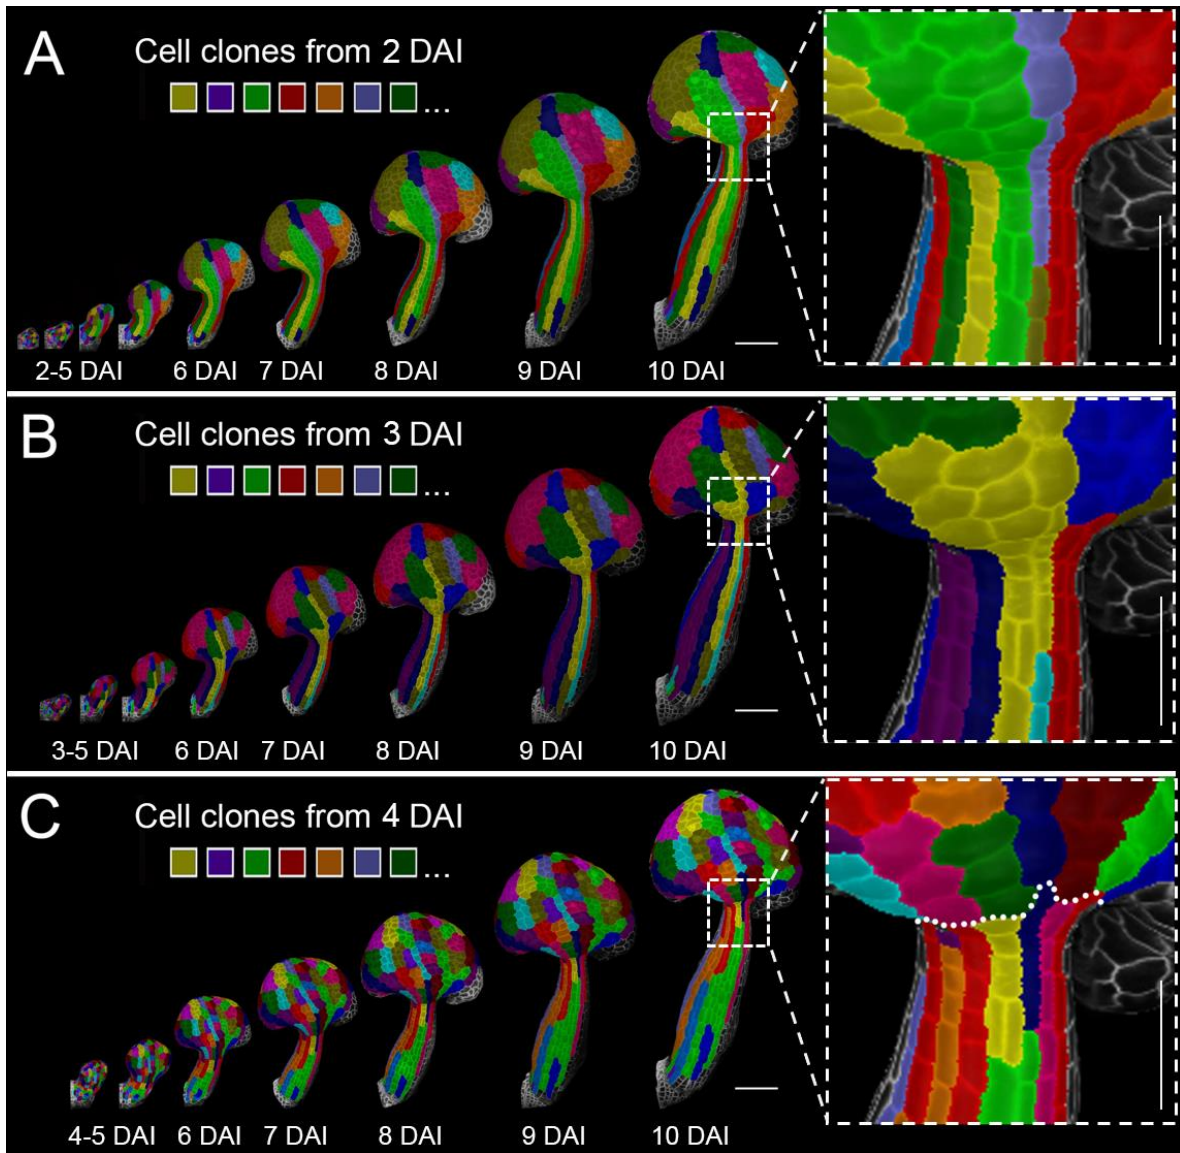 A
Cell clones from 2 DAI
...
2-5 DAI 6 DAI 7 DAI 8 DAI 9 DAI 10 DAI
B
Cell clones from 3 DAI
...
3-5 DAI 6 DAI 7 DAI 8 DAI 9 DAI 10 DAI
C
Cell clones from 4 DAI
...
4-5 DAI 6 DAI 7 DAI 8 DAI 9 DAI 10 DAI